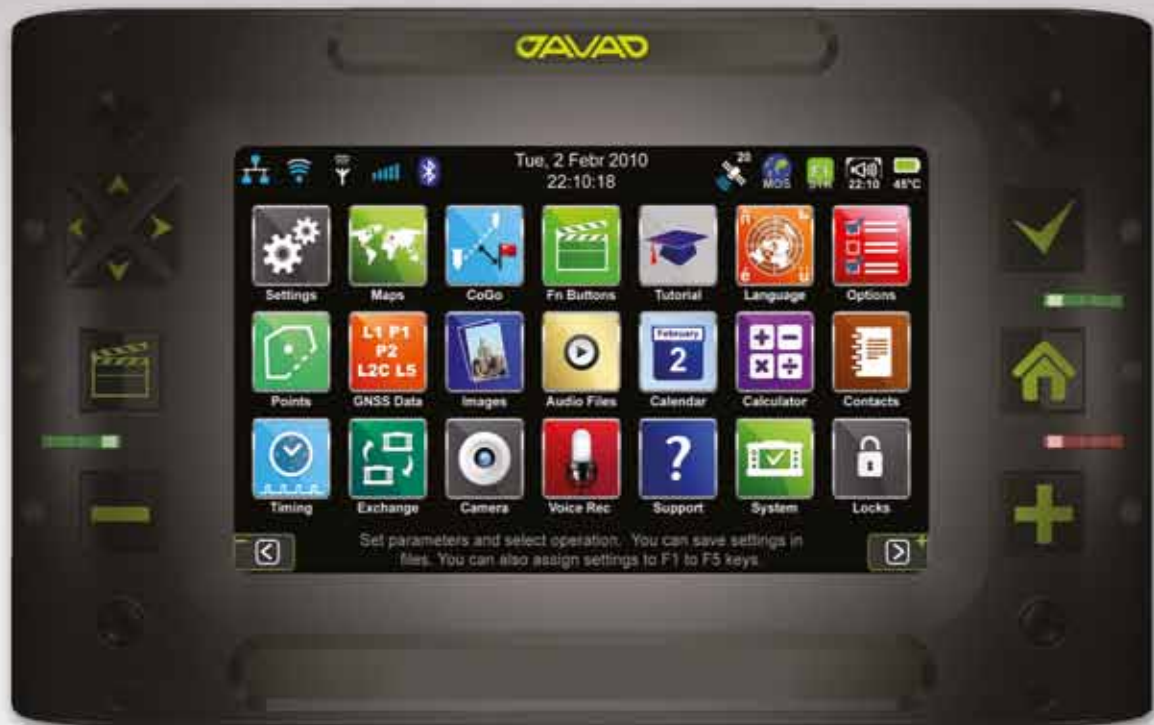 JAVAD
Tue, 2 Febr 2010
22:10:18
20
MOS
22:10
45°C
Settings
Maps
CoGo
Fn Buttons
Tutorial
Language
Options
ñ
ь
é
ü
L1 P1
P2
L2C L5
February
2
Points
GNSS Data
Images
Audio Files
Calendar
Calculator
Contacts
?
Timing
Exchange
Camera
Voice Rec
Support
System
Locks
Set parameters and select operation. You can save settings in
files. You can also assign settings to F1 to F5 keys.